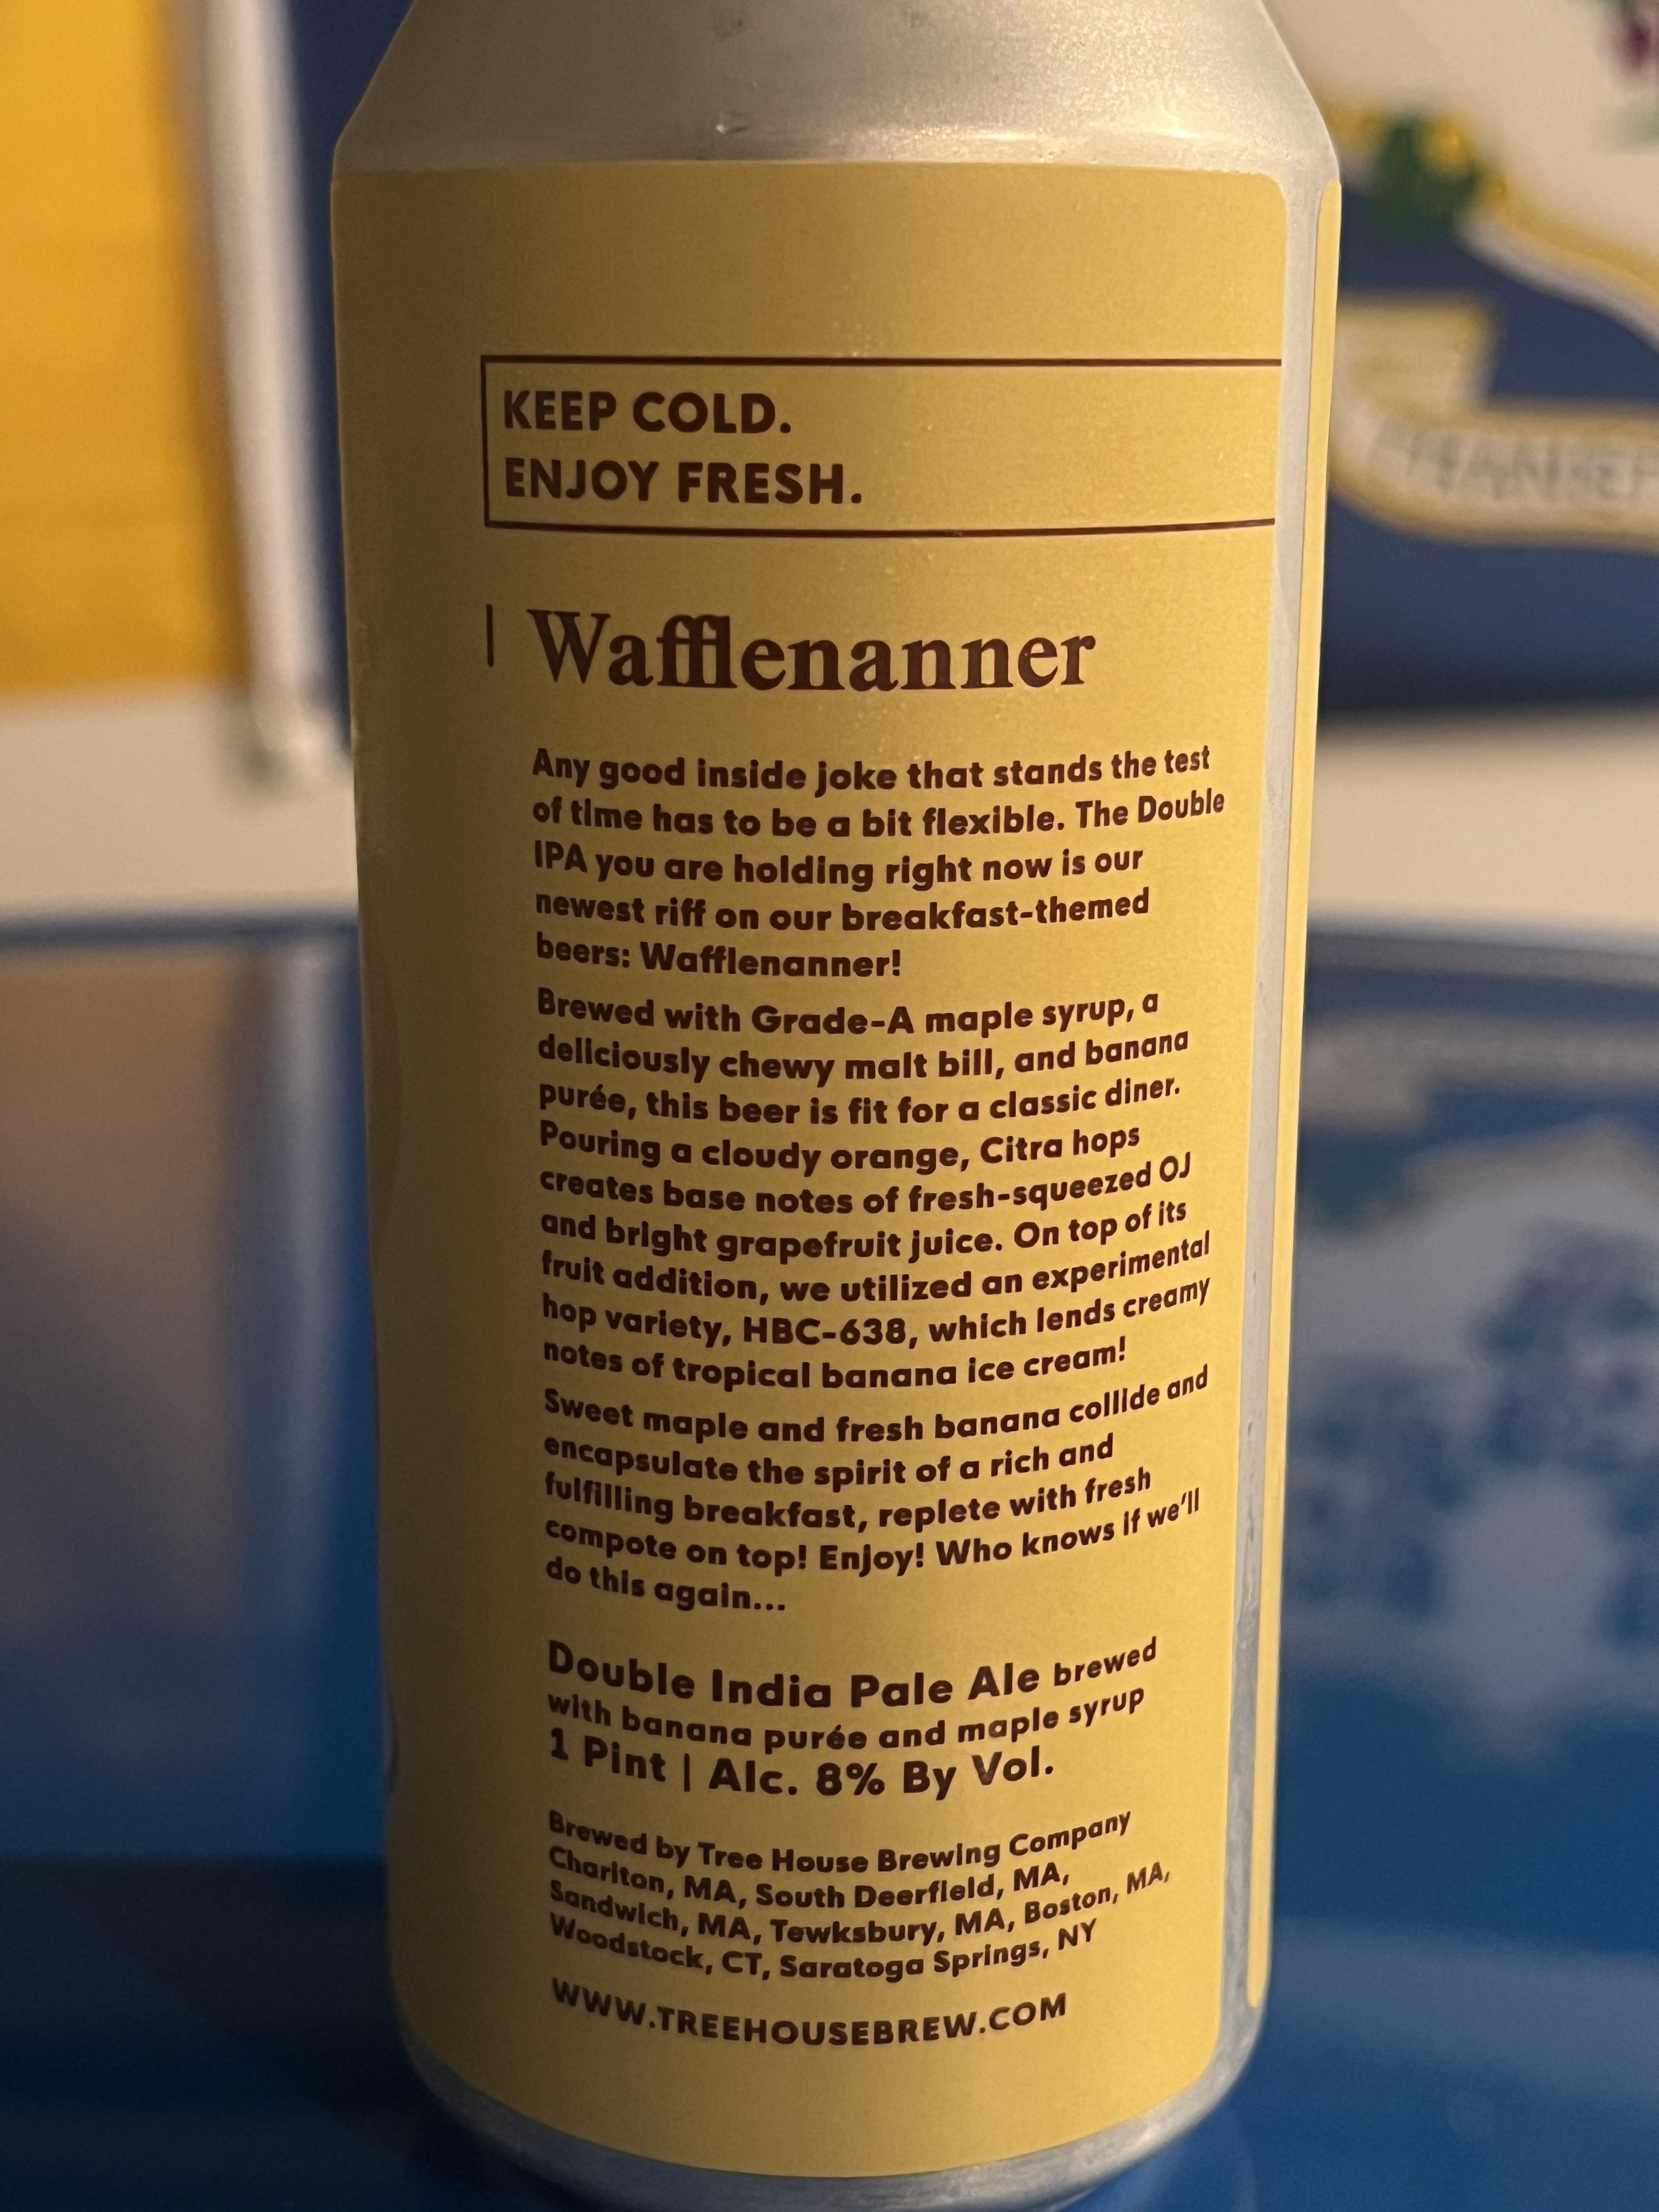 KEEP COLD.
ENJOY FRESH.
| Wafflenanner
Any good inside joke that stands the test
of time has to be a bit flexible. The Double
IPA you are holding right now is our
newest riff on our breakfast-themed
beers: Wafflenanner!
Brewed with Grade-A maple syrup, a
deliciously chewy malt bill, and banana
purée, this beer is fit for a classic diner.
Pouring a cloudy orange, Citra hops
creates base notes of fresh-squeezed OJ
and bright grapefruit juice. On top of its
fruit addition, we utilized an experimental
hop variety, HBC-638, which lends creamy
notes of tropical banana ice cream!
Sweet maple and fresh banana collide and
encapsulate the spirit of a rich and
fulfilling breakfast, replete with fresh
compote on top! Enjoy! Who knows if we'll
do this again...
Double India Pale Ale brewed
with banana purée and maple syrup
1 Pint | Alc. 8% By Vol.
Brewed by Tree House Brewing Company
Charlton, MA, South Deerfield, MA,
Sandwich, MA, Tewksbury, MA, Boston, MA,
Woodstock, CT, Saratoga Springs, NY
WWW.TREEHOUSEBREW.COM